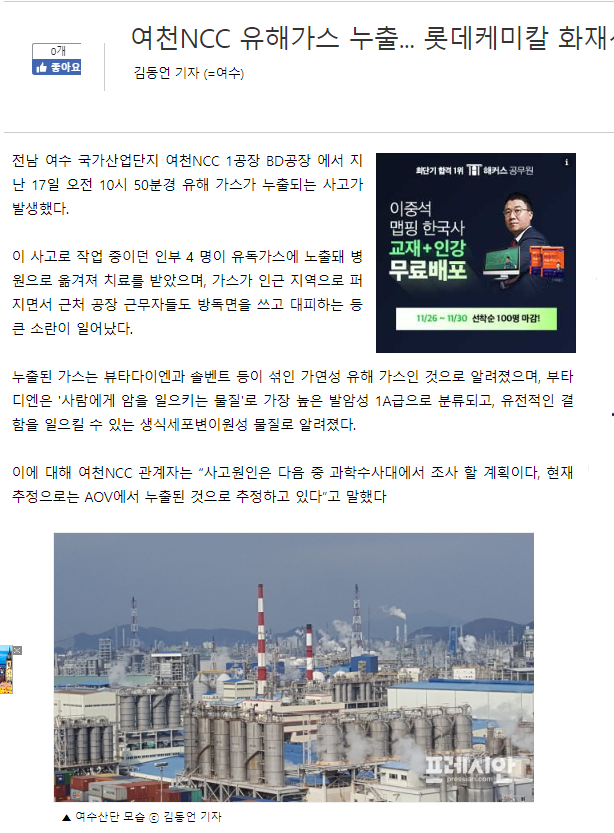 여천NCC 유해가스 누출... 롯데케미칼 화재
0개
좋아요
김동언 기자 (=여수)
전남 여수 국가산업단지 여천NCC 1공장 BD공장 에서 지
난 17일 오전 10시 50분경 유해 가스가 누출되는 사고가
발생했다.
이 사고로 작업 중이던 인부 4 명이 유독가스에 노출돼 병
원으로 옮겨져 치료를 받았으며, 가스가 인근 지역으로 퍼
지면서 근처 공장 근무자들도 방독면을 쓰고 대피하는 등
큰 소란이 일어났다.
최단기 합격 1위 해커스 공무원
이중석
맵핑 한국사
교재+인강
무료배포
11/26 ~ 11/30 선착순 100명 마감!
누출된 가스는 뷰타다이엔과 솔벤트 등이 섞인 가연성 유해 가스인 것으로 알려졌으며, 부타
디엔은 '사람에게 암을 일으키는 물질'로 가장 높은 발암성 1A급으로 분류되고, 유전적인 결
함을 일으킬 수 있는 생식세포변이원성 물질로 알려졌다.
이에 대해 여천NCC 관계자는 “사고원인은 다음 중 과학수사대에서 조사 할 계획이다, 현재
추정으로는 AOV에서 누출된 것으로 추정하고 있다”고 말했다
프레시안
pressian.com
▲ 여수산단 모습 ⓒ 김동언 기자